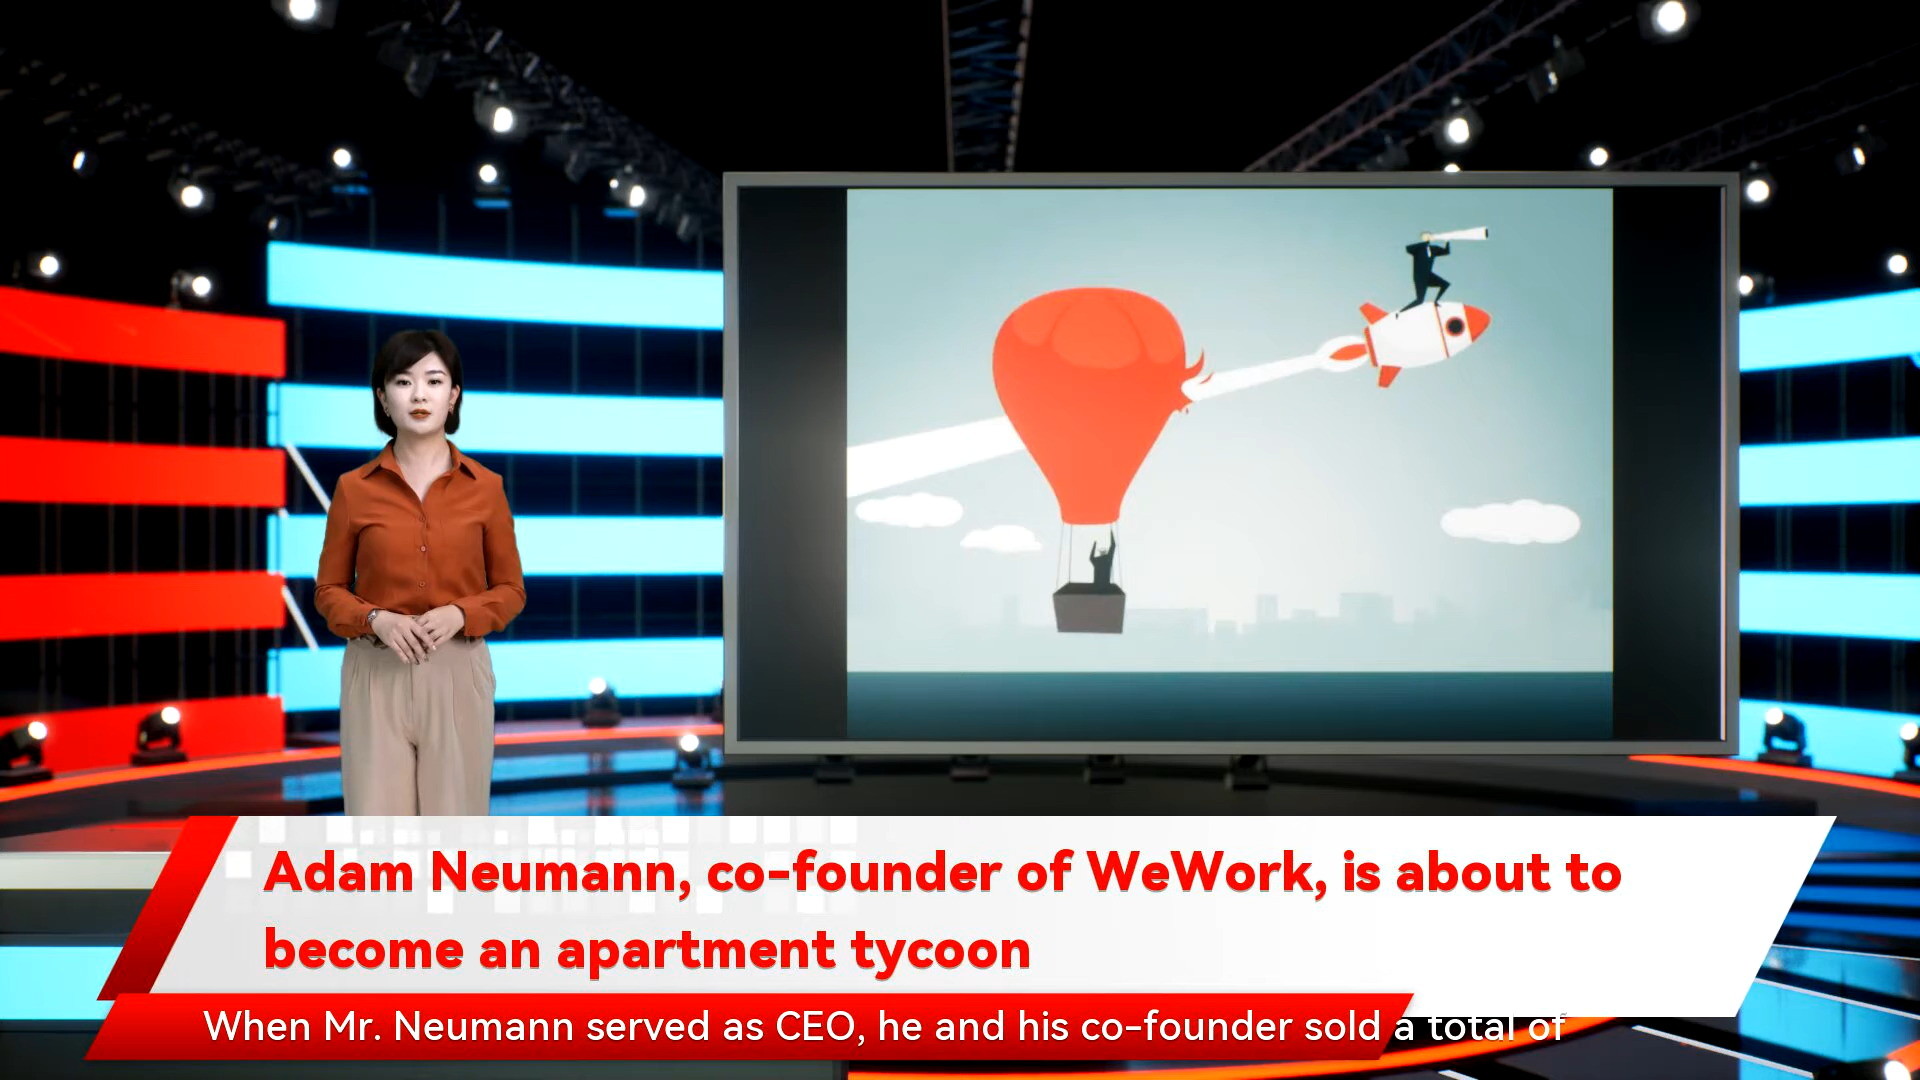 Adam Neumann, co-founder of WeWork, is about to
become an apartment tycoon
When Mr. Neumann served as CEO, he and his co-founder sold a total of